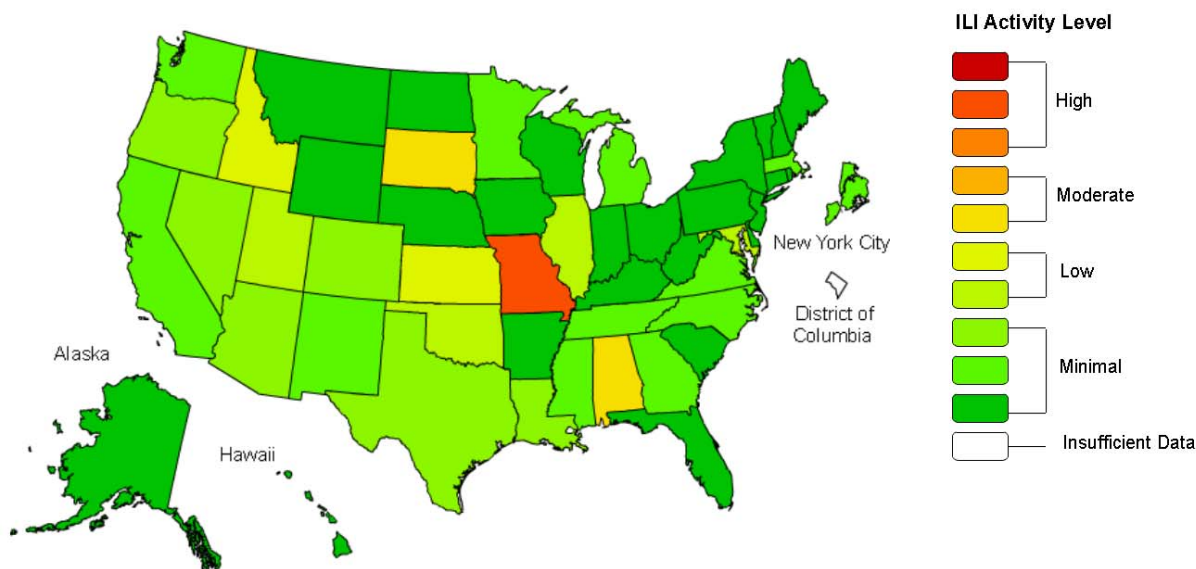 ILI Activity Level
High
Moderate
Low
Minimal
Insufficient Data
New York City
District of
Columbia
Alaska
Hawaii